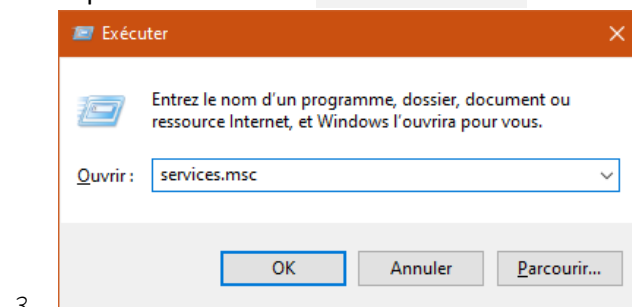 Exécuter
Entrez le nom d'un programme, dossier, document ou
ressource Internet, et Windows l'ouvrira pour vous.
Ouvrir : services.msc
OK Annuler Parcourir...
3